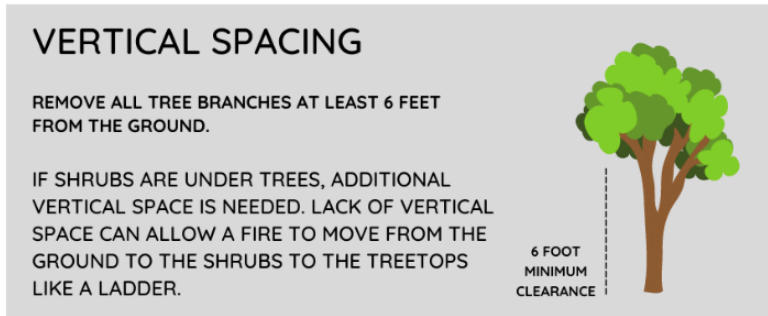 VERTICAL SPACING
REMOVE ALL TREE BRANCHES AT LEAST 6 FEET
FROM THE GROUND.
IF SHRUBS ARE UNDER TREES, ADDITIONAL
VERTICAL SPACE IS NEEDED. LACK OF VERTICAL
SPACE CAN ALLOW A FIRE TO MOVE FROM THE
GROUND TO THE SHRUBS TO THE TREETOPS
LIKE A LADDER.
6 FOOT
MINIMUM
CLEARANCE